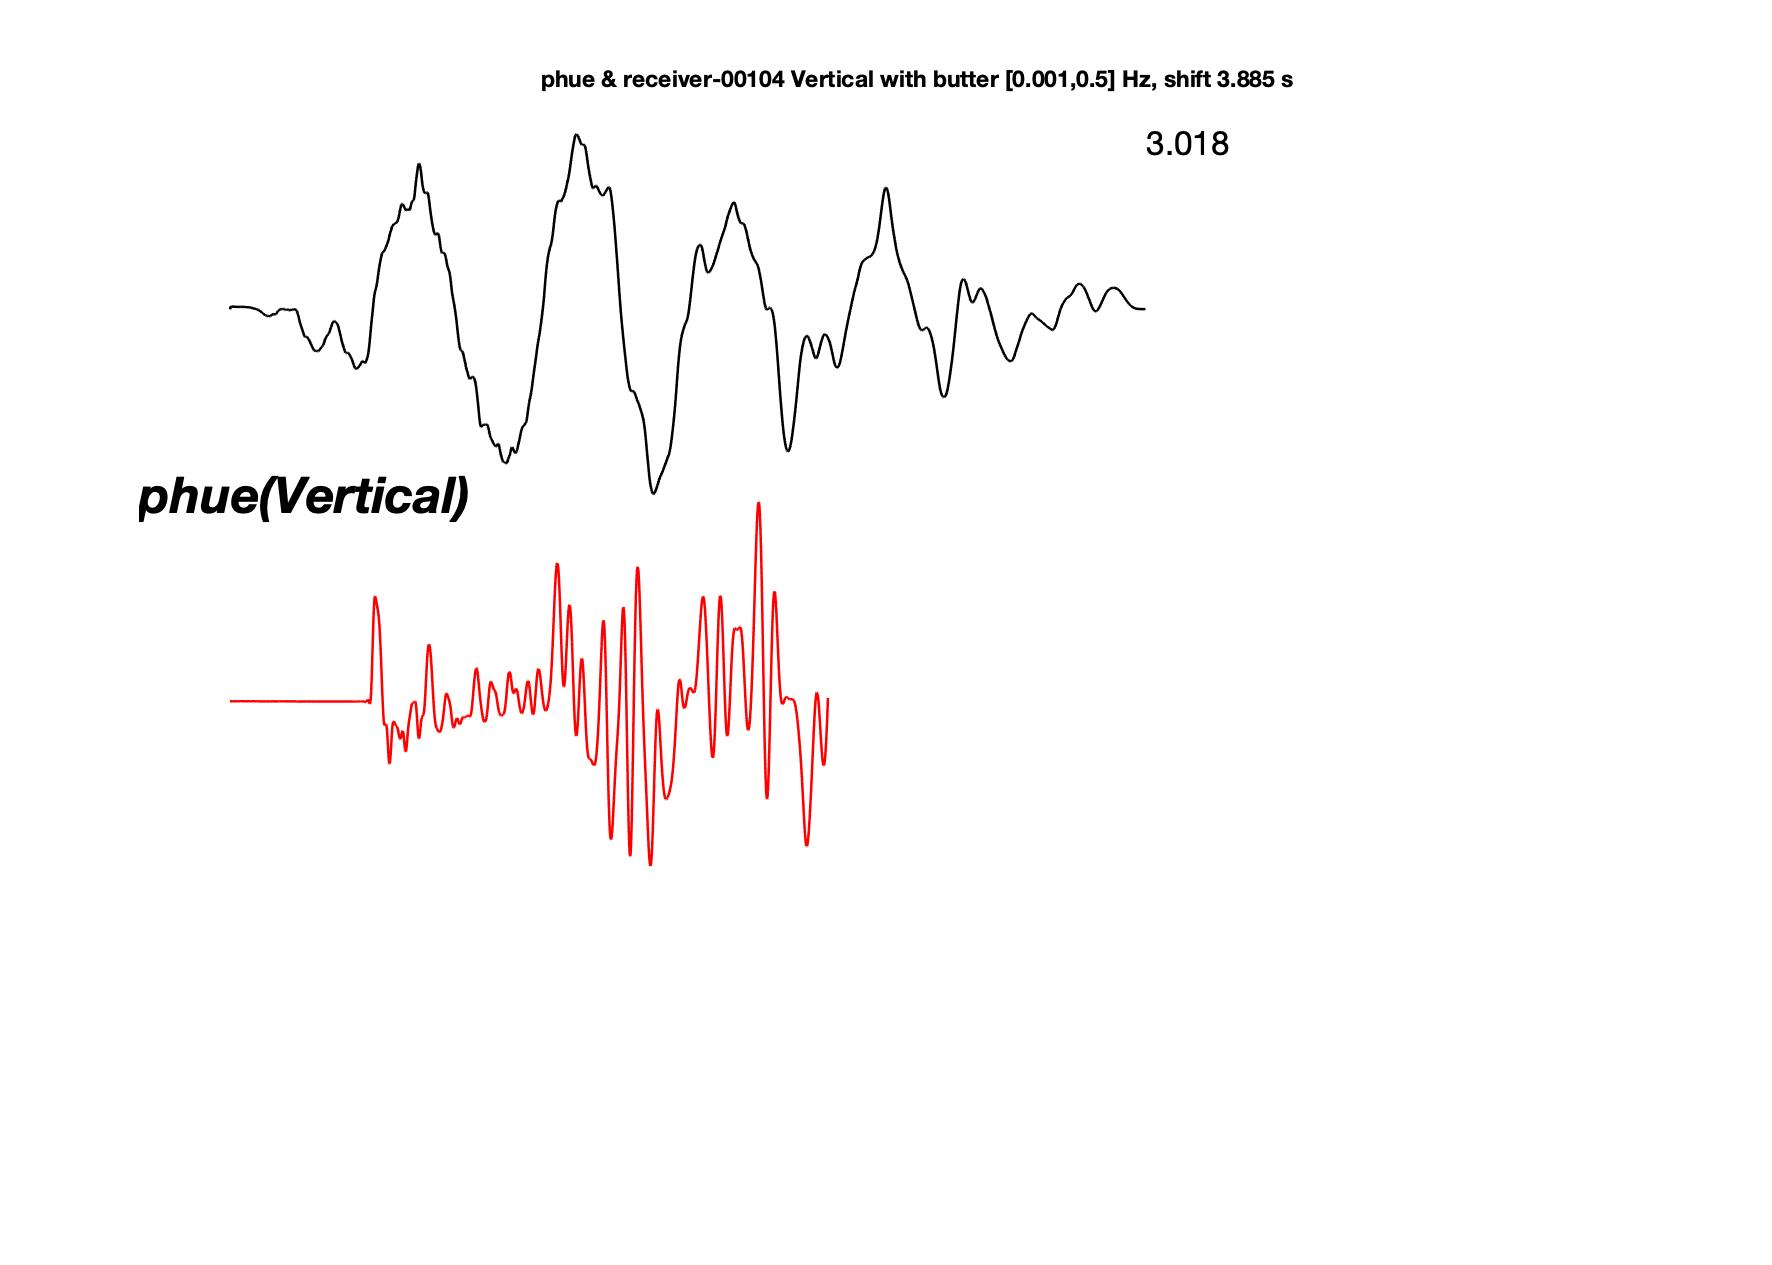 phue & receiver-00104 Vertical with butter [0.001,0.5] Hz, shift 3.885 s
3.018
phue(Vertical)